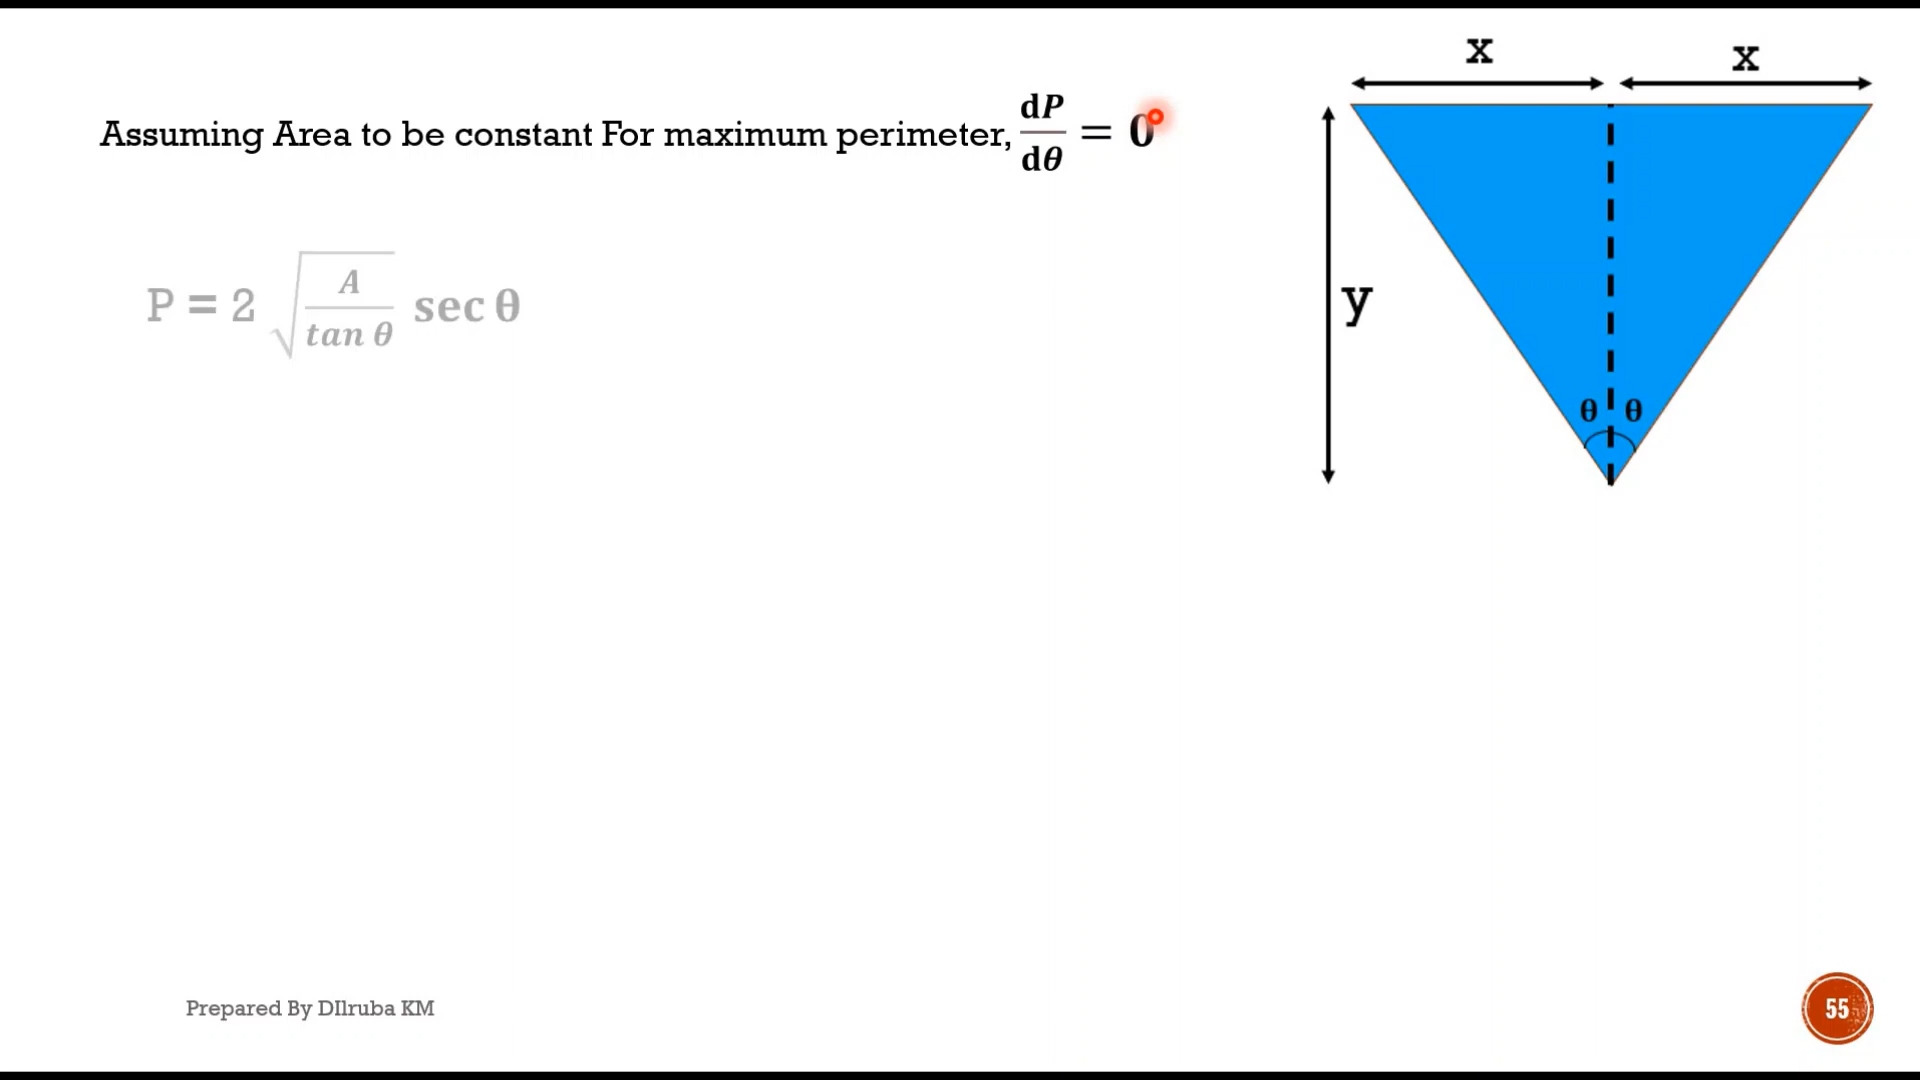 Assuming Area to be constant For maximum perimeter, dP/dθ = 0
P = 2 √(A/tan θ) sec θ
x
x
y
θ θ
Prepared By DIlruba KM
55